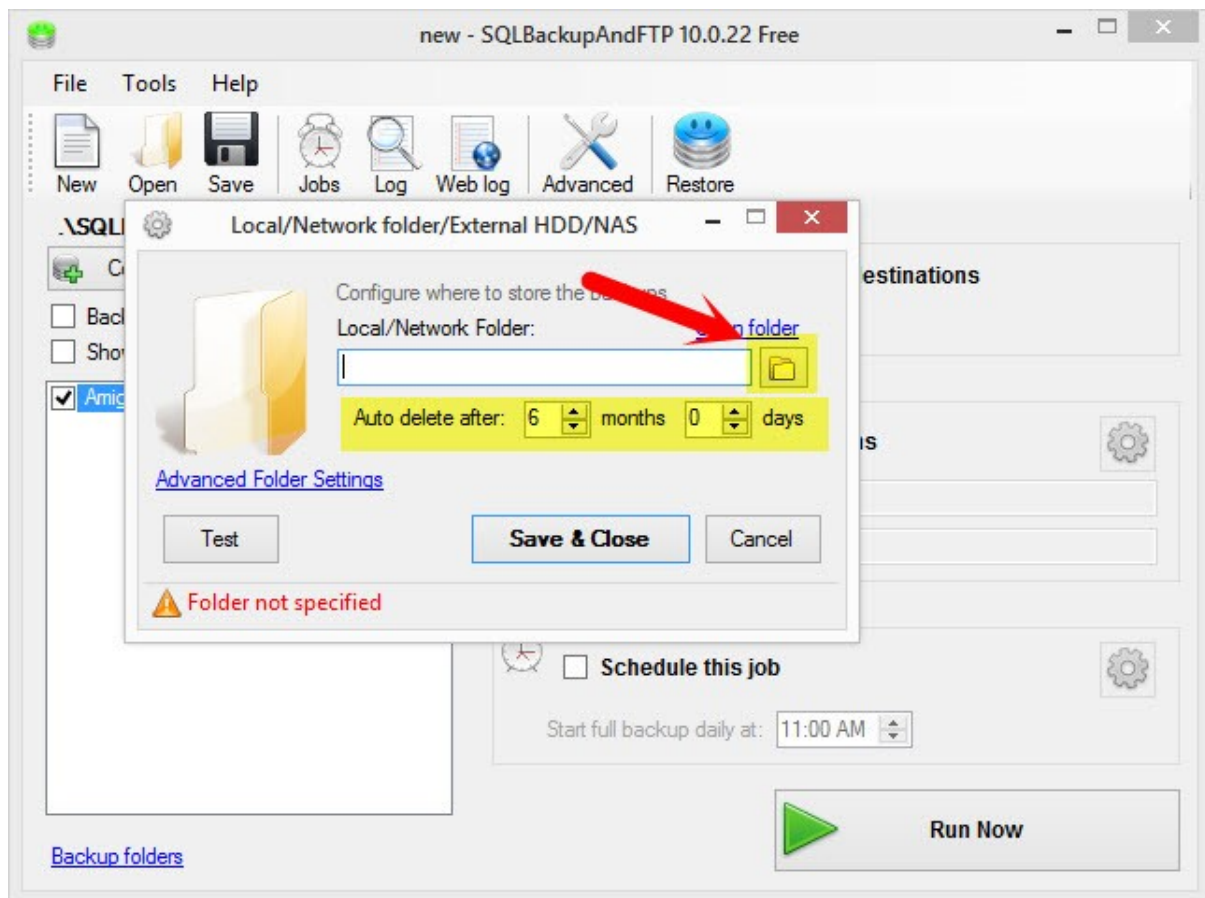 new - SQLBackupAndFTP 10.0.22 Free
File Tools Help
New Open Save Jobs Log Web log Advanced Restore
.\SQL
Local/Network folder/External HDD/NAS
estinations
Configure where to store the
Local/Network Folder:
folder
Auto delete after: 6 months 0 days
Advanced Folder Settings
Test Save & Close Cancel
Folder not specified
Schedule this job
Start full backup daily at: 11:00 AM
Run Now
Backup folders